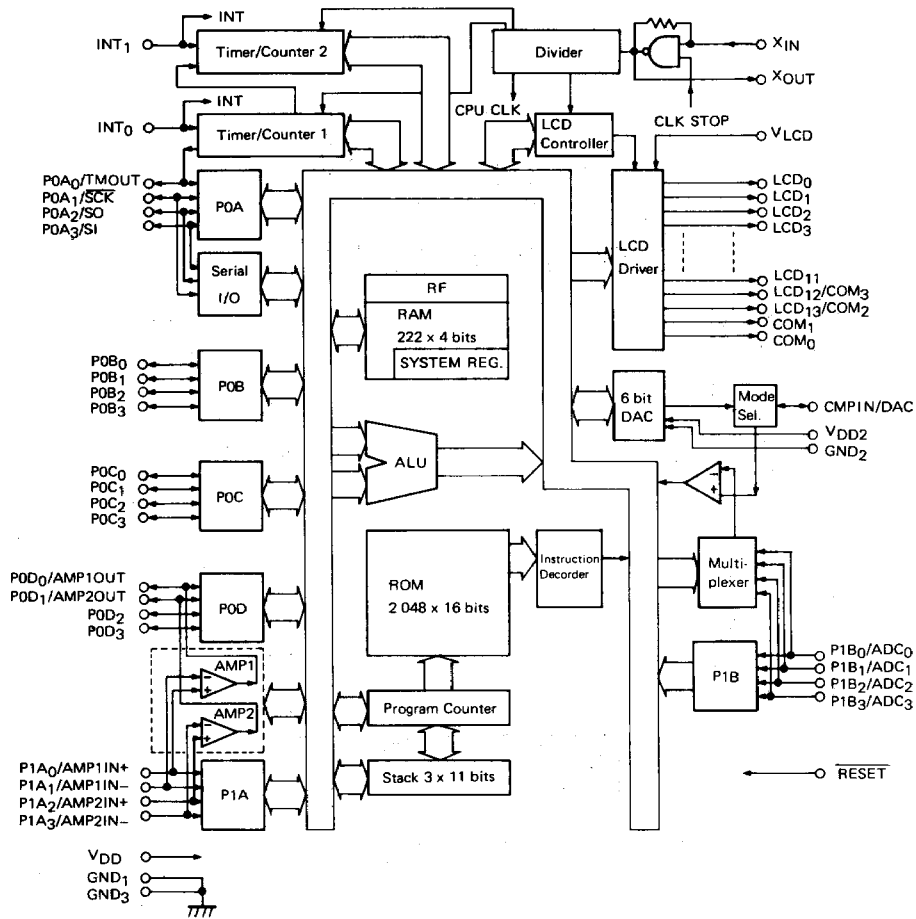 INT
INT1
Timer/Counter 2
Divider
XIN
XOUT
CPU CLK
CLK STOP
INT
INT0
Timer/Counter 1
LCD
Controller
VLCD
P0A0/TMOUT
P0A1/SCK
P0A2/SO
P0A3/SI
P0A
Serial
I/O
LCD
Driver
LCD0
LCD1
LCD2
LCD3
LCD11
LCD12/COM3
LCD13/COM2
COM1
COM0
RF
RAM
222 x 4 bits
SYSTEM REG.
P0B0
P0B1
P0B2
P0B3
P0B
6 bit
DAC
Mode
Sel.
CMPIN/DAC
VDD2
GND2
ALU
−
+
P0C0
P0C1
P0C2
P0C3
P0C
ROM
2 048 x 16 bits
Instruction
Decorder
Multi-
plexer
P0D0/AMP1OUT
P0D1/AMP2OUT
P0D2
P0D3
P0D
AMP1
−
+
AMP2
−
+
P1B
P1B0/ADC0
P1B1/ADC1
P1B2/ADC2
P1B3/ADC3
Program Counter
Stack 3 x 11 bits
P1A0/AMP1IN+
P1A1/AMP1IN−
P1A2/AMP2IN+
P1A3/AMP2IN−
P1A
RESET
VDD
GND1
GND3